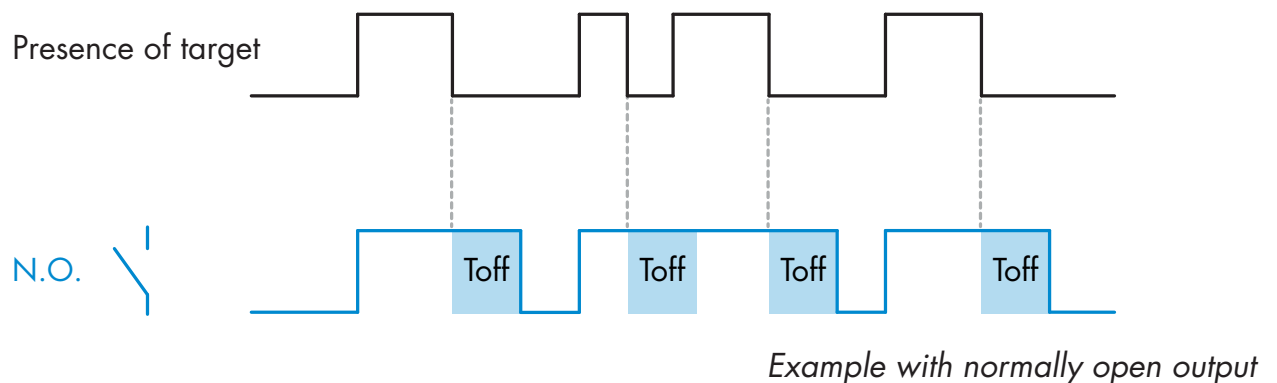 Presence of target
N.O.
Toff Toff Toff Toff
Example with normally open output